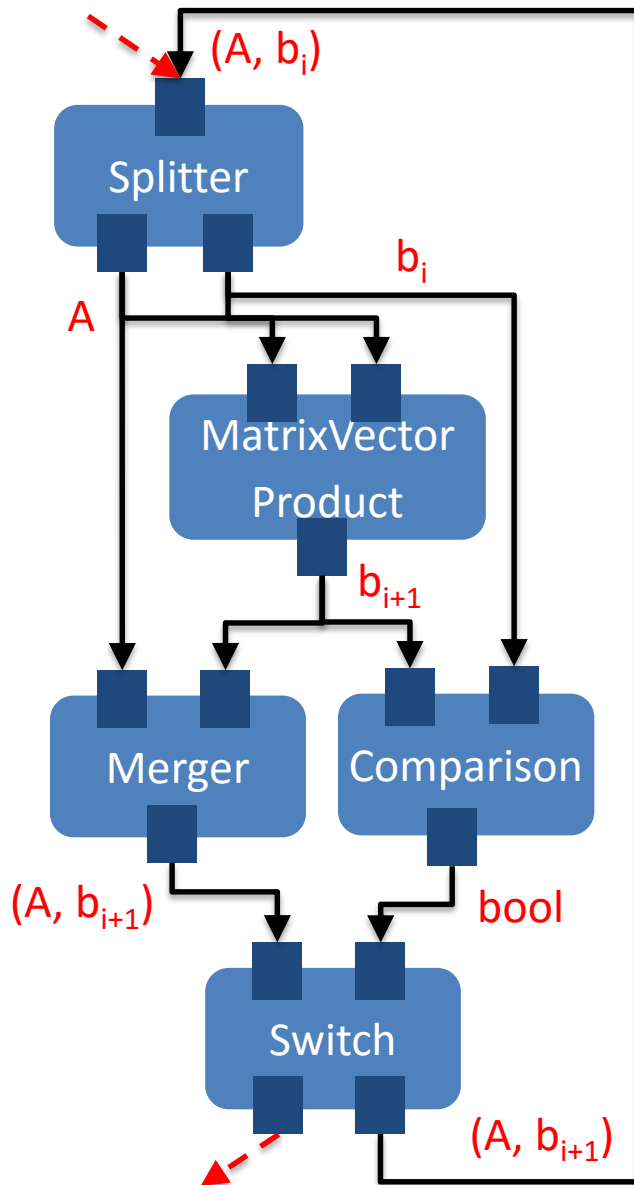 (A, bᵢ)
Splitter
bᵢ
A
MatrixVector
Product
bᵢ₊₁
Merger
Comparison
(A, bᵢ₊₁)
bool
Switch
(A, bᵢ₊₁)